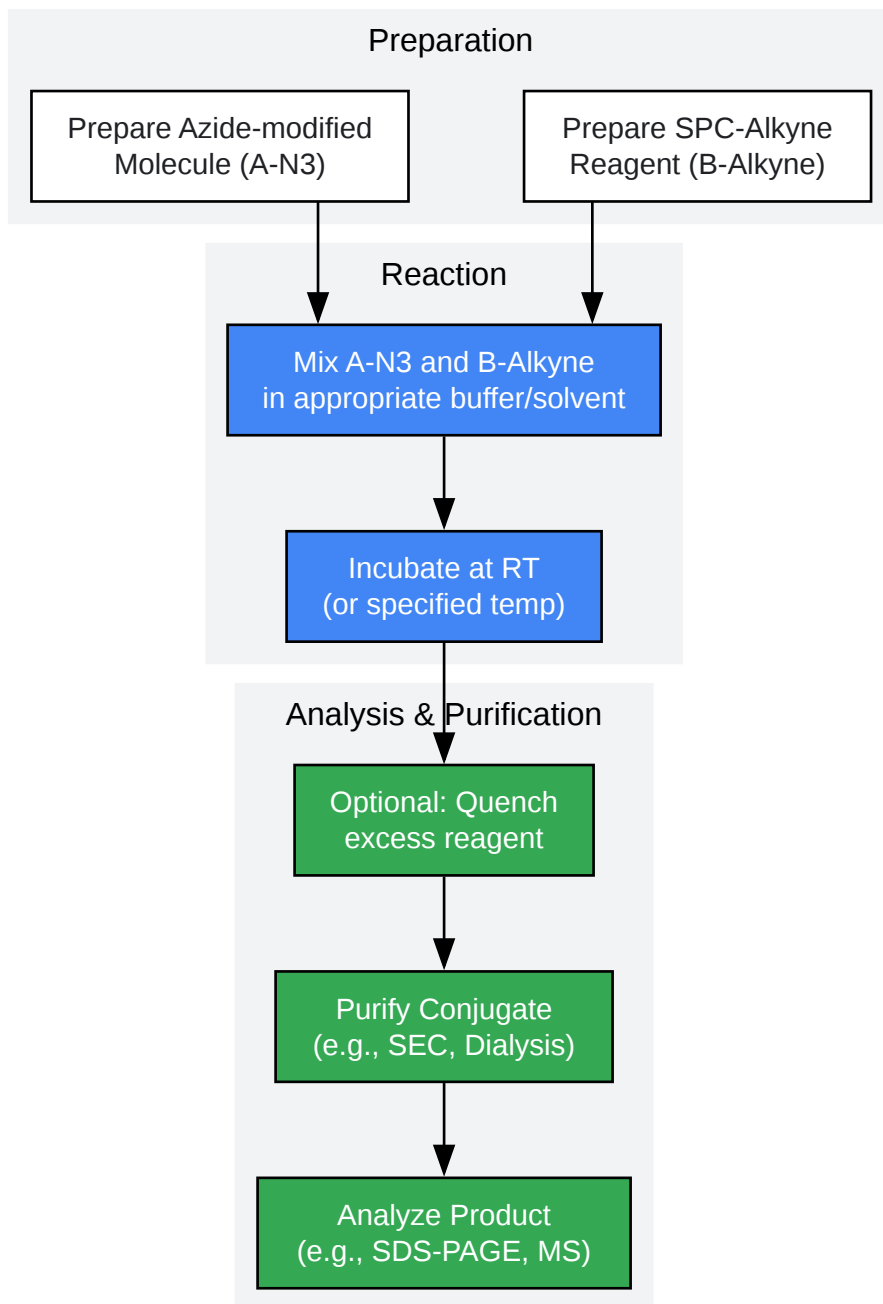 Preparation
Prepare Azide-modified
Molecule (A-N3)
Prepare SPC-Alkyne
Reagent (B-Alkyne)
Reaction
Mix A-N3 and B-Alkyne
in appropriate buffer/solvent
Incubate at RT
(or specified temp)
Analysis & Purification
Optional: Quench
excess reagent
Purify Conjugate
(e.g., SEC, Dialysis)
Analyze Product
(e.g., SDS-PAGE, MS)